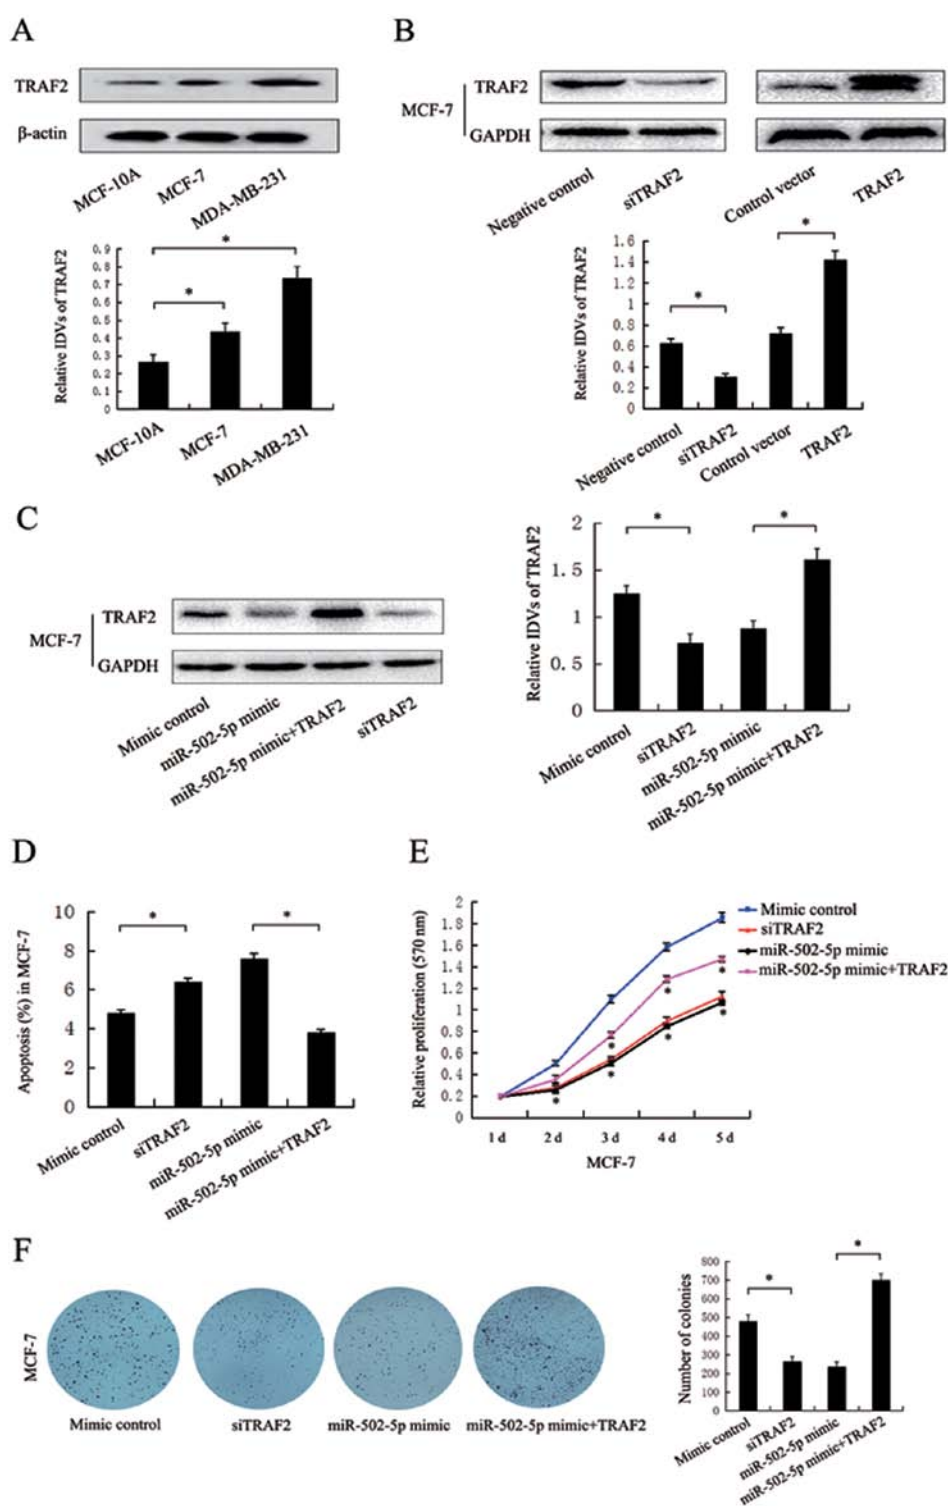 A
TRAF2
β-actin
MCF-10A
MCF-7
MDA-MB-231
Relative IDVs of TRAF2
0.9
0.8
0.7
0.6
0.5
0.4
0.3
0.2
0.1
0
*
*
MCF-10A
MCF-7
MDA-MB-231
B
MCF-7
TRAF2
GAPDH
Negative control
siTRAF2
Control vector
TRAF2
Relative IDVs of TRAF2
1.6
1.4
1.2
1
0.8
0.6
0.4
0.2
0
*
*
Negative control
siTRAF2
Control vector
TRAF2
C
MCF-7
TRAF2
GAPDH
Mimic control
miR-502-5p mimic
miR-502-5p mimic+TRAF2
siTRAF2
Relative IDVs of TRAF2
2
1.5
1
0.5
0
*
*
Mimic control
siTRAF2
miR-502-5p mimic
miR-502-5p mimic+TRAF2
D
Apoptosis (%) in MCF-7
10
8
6
4
2
0
*
*
Mimic control
siTRAF2
miR-502-5p mimic
miR-502-5p mimic+TRAF2
E
Relative proliferation (570 nm)
2
1.8
1.6
1.4
1.2
1
0.8
0.6
0.4
0.2
0
*
*
*
*
*
*
*
1 d
2 d
3 d
4 d
5 d
MCF-7
Mimic control
siTRAF2
miR-502-5p mimic
miR-502-5p mimic+TRAF2
F
MCF-7
Mimic control
siTRAF2
miR-502-5p mimic
miR-502-5p mimic+TRAF2
Number of colonies
800
700
600
500
400
300
200
100
0
*
*
Mimic control
siTRAF2
miR-502-5p mimic
miR-502-5p mimic+TRAF2